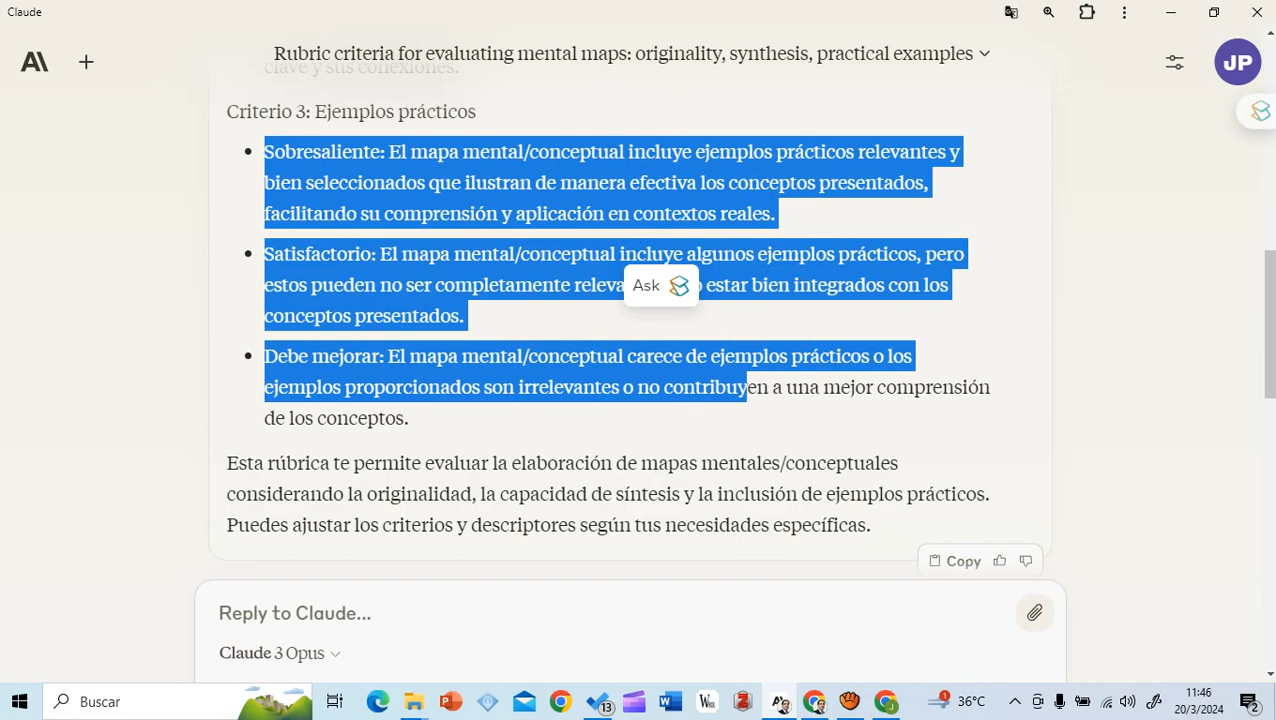 Claude
Rubric criteria for evaluating mental maps: originality, synthesis, practical examples
AI
JP
clave y sus conexiones.
Criterio 3: Ejemplos prácticos
Sobresaliente: El mapa mental/conceptual incluye ejemplos prácticos relevantes y
bien seleccionados que ilustran de manera efectiva los conceptos presentados,
facilitando su comprensión y aplicación en contextos reales.
Satisfactorio: El mapa mental/conceptual incluye algunos ejemplos prácticos, pero
estos pueden no ser completamente releva estar bien integrados con los
Ask
conceptos presentados.
Debe mejorar: El mapa mental/conceptual carece de ejemplos prácticos o los
ejemplos proporcionados son irrelevantes o no contribuyen a una mejor comprensión
de los conceptos.
Esta rúbrica te permite evaluar la elaboración de mapas mentales/conceptuales
considerando la originalidad, la capacidad de síntesis y la inclusión de ejemplos prácticos.
Puedes ajustar los criterios y descriptores según tus necesidades específicas.
Copy
Reply to Claude...
Claude 3 Opus
Buscar
13
1
36°C
11:46
20/3/2024
2